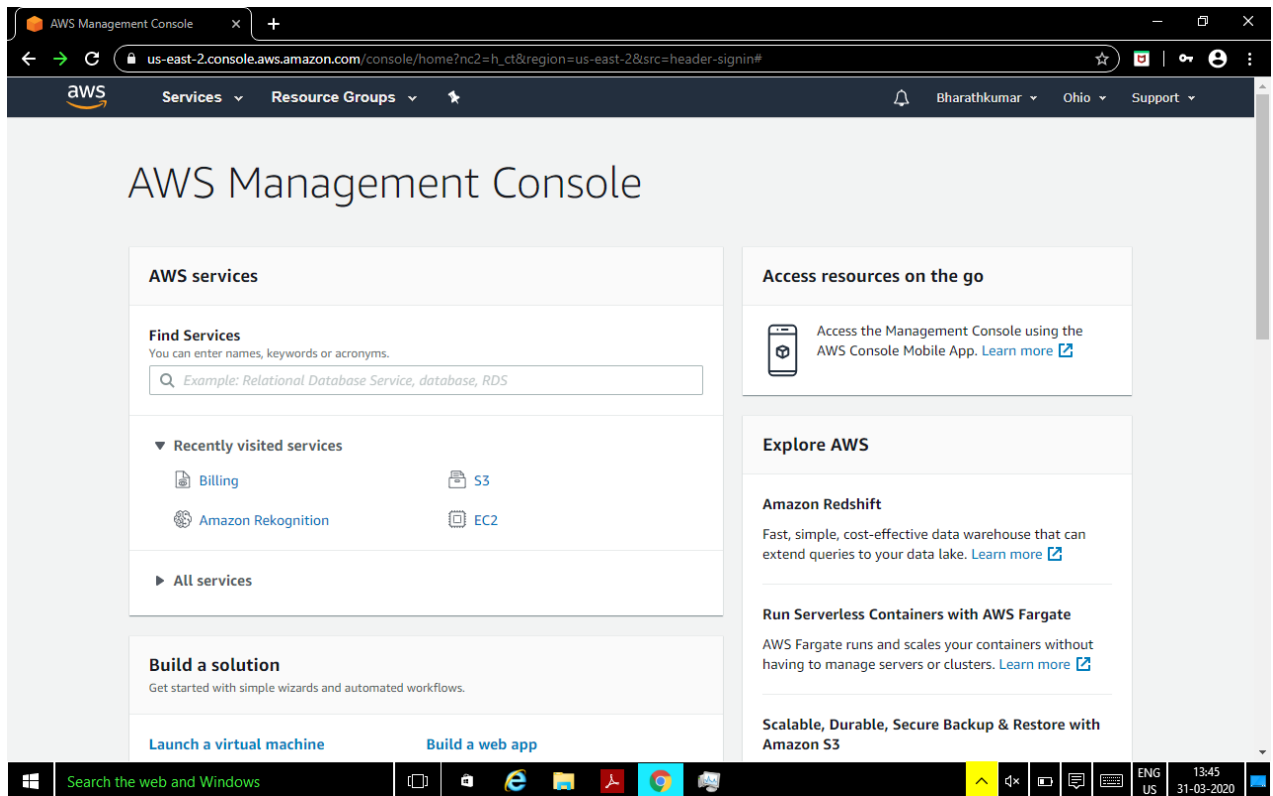 AWS Management Console
us-east-2.console.aws.amazon.com/console/home?nc2=h_ct&region=us-east-2&src=header-signin#
aws Services Resource Groups Bharathkumar Ohio Support
AWS Management Console
AWS services
Find Services
You can enter names, keywords or acronyms.
Example: Relational Database Service, database, RDS
Recently visited services
Billing S3
Amazon Rekognition EC2
All services
Build a solution
Get started with simple wizards and automated workflows.
Launch a virtual machine Build a web app
Access resources on the go
Access the Management Console using the
AWS Console Mobile App. Learn more
Explore AWS
Amazon Redshift
Fast, simple, cost-effective data warehouse that can
extend queries to your data lake. Learn more
Run Serverless Containers with AWS Fargate
AWS Fargate runs and scales your containers without
having to manage servers or clusters. Learn more
Scalable, Durable, Secure Backup & Restore with
Amazon S3
Search the web and Windows
ENG
US
13:45
31-03-2020